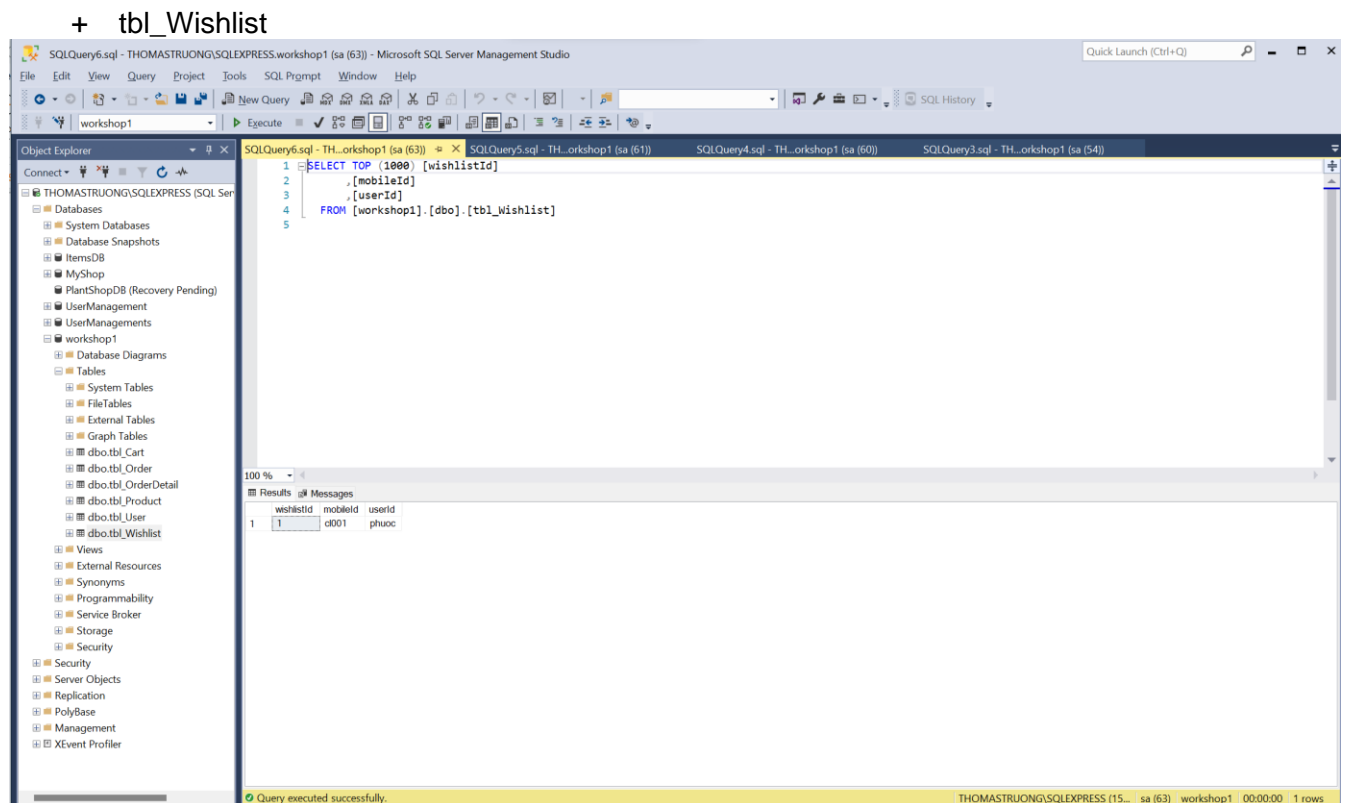 + tbl_Wishlist
SQLQuery6.sql - THOMASTRUONG\SQLEXPRESS.workshop1 (sa (63)) - Microsoft SQL Server Management Studio
Quick Launch (Ctrl+Q)
File Edit View Query Project Tools SQL Prompt Window Help
New Query
SQL History
workshop1
Execute
Object Explorer
SQLQuery6.sql - TH...orkshop1 (sa (63)) SQLQuery5.sql - TH...orkshop1 (sa (61)) SQLQuery4.sql - TH...orkshop1 (sa (60)) SQLQuery3.sql - TH...orkshop1 (sa (54))
Connect
THOMASTRUONG\SQLEXPRESS (SQL Ser
Databases
System Databases
Database Snapshots
ItemsDB
MyShop
PlantShopDB (Recovery Pending)
UserManagement
UserManagements
workshop1
Database Diagrams
Tables
System Tables
FileTables
External Tables
Graph Tables
dbo.tbl_Cart
dbo.tbl_Order
dbo.tbl_OrderDetail
dbo.tbl_Product
dbo.tbl_User
dbo.tbl_Wishlist
Views
External Resources
Synonyms
Programmability
Service Broker
Storage
Security
Security
Server Objects
Replication
PolyBase
Management
XEvent Profiler
1 SELECT TOP (1000) [wishlistId]
2 ,[mobileId]
3 ,[userId]
4 FROM [workshop1].[dbo].[tbl_Wishlist]
5
100 %
Results Messages
wishlistId mobileId userId
1 1 cl001 phuoc
Query executed successfully.
THOMASTRUONG\SQLEXPRESS (15... sa (63) workshop1 00:00:00 1 rows